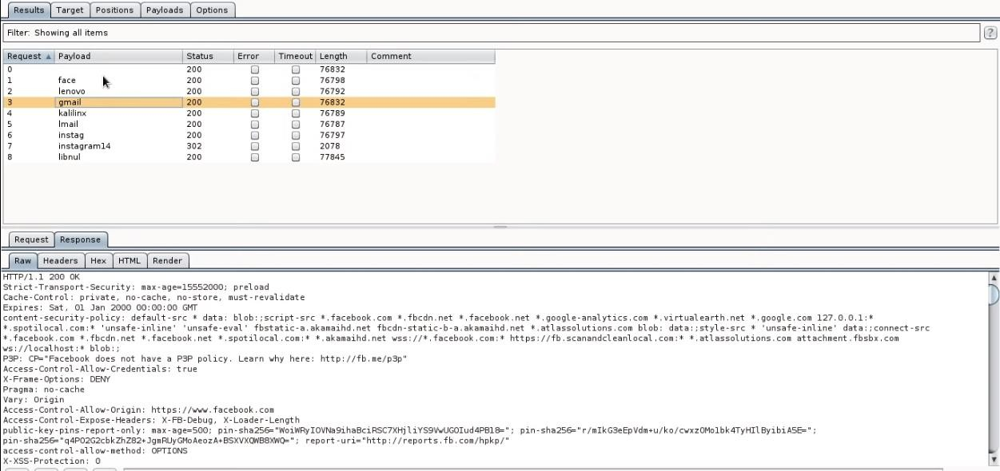 Results Target Positions Payloads Options
Filter: Showing all items ?
Request ▲ Payload Status Error Timeout Length Comment
0 200 76832
1 face 200 76798
2 lenovo 200 76792
3 gmail 200 76832
4 kalilinx 200 76789
5 lmail 200 76787
6 instag 200 76797
7 instagram14 302 2078
8 libnul 200 77845
Request Response
Raw Headers Hex HTML Render
HTTP/1.1 200 OK
Strict-Transport-Security: max-age=15552000; preload
Cache-Control: private, no-cache, no-store, must-revalidate
Expires: Sat, 01 Jan 2000 00:00:00 GMT
content-security-policy: default-src * data: blob:;script-src *.facebook.com *.fbcdn.net *.facebook.net *.google-analytics.com *.virtualearth.net *.google.com 127.0.0.1:*
*.spotilocal.com:* 'unsafe-inline' 'unsafe-eval' fbstatic-a.akamaihd.net fbcdn-static-b-a.akamaihd.net *.atlassolutions.com blob: data:;style-src * 'unsafe-inline' data:;connect-src
*.facebook.com *.fbcdn.net *.facebook.net *.spotilocal.com:* *.akamaihd.net wss://*.facebook.com:* https://fb.scanandcleanlocal.com:* *.atlassolutions.com attachment.fbsbx.com
ws://localhost:* blob:;
P3P: CP="Facebook does not have a P3P policy. Learn why here: http://fb.me/p3p"
Access-Control-Allow-Credentials: true
X-Frame-Options: DENY
Pragma: no-cache
Vary: Origin
Access-Control-Allow-Origin: https://www.facebook.com
Access-Control-Expose-Headers: X-FB-Debug, X-Loader-Length
public-key-pins-report-only: max-age=500; pin-sha256="WoiWRyIOVNa9ihaBciRSC7XHjliYS9VwUGOIud4PB18="; pin-sha256="r/mIkG3eEpVdm+u/ko/cwxzOMo1bk4TyHIlByibiA5E=";
pin-sha256="q4PO2G2cbkZhZ82+JgmRUyGMoAeozA+BSXVXQWB8XWQ="; report-uri="http://reports.fb.com/hpkp/"
access-control-allow-method: OPTIONS
X-XSS-Protection: 0